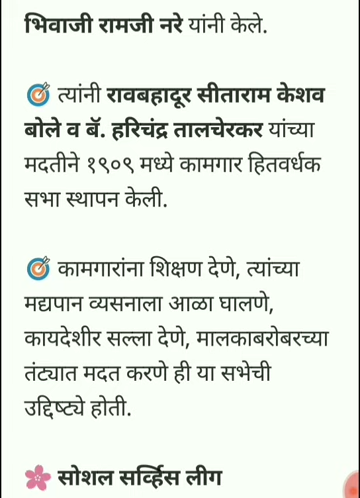 भिवाजी रामजी नरे यांनी केले.
🎯 त्यांनी रावबहादूर सीताराम केशव
बोले व बॅ. हरिचंद्र तालचेरकर यांच्या
मदतीने १९०९ मध्ये कामगार हितवर्धक
सभा स्थापन केली.
🎯 कामगारांना शिक्षण देणे, त्यांच्या
मद्यपान व्यसनाला आळा घालणे,
कायदेशीर सल्ला देणे, मालकाबरोबरच्या
तंट्यात मदत करणे ही या सभेची
उद्दिष्ट्ये होती.
🌸 सोशल सर्व्हिस लीग